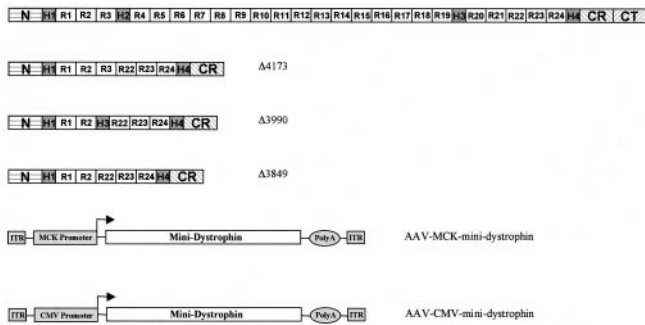 N H1 R1 R2 R3 H2 R4 R5 R6 R7 R8 R9 R10 R11 R12 R13 R14 R15 R16 R17 R18 R19 H3 R20 R21 R22 R23 R24 H4 CR CT
N H1 R1 R2 R3 R22 R23 R24 H4 CR Δ4173
N H1 R1 R2 H3 R22 R23 R24 H4 CR Δ3990
N H1 R1 R2 R22 R23 R24 H4 CR Δ3849
ITR MCK Promoter Mini-Dystrophin PolyA ITR AAV-MCK-mini-dystrophin
ITR CMV Promoter Mini-Dystrophin PolyA ITR AAV-CMV-mini-dystrophin